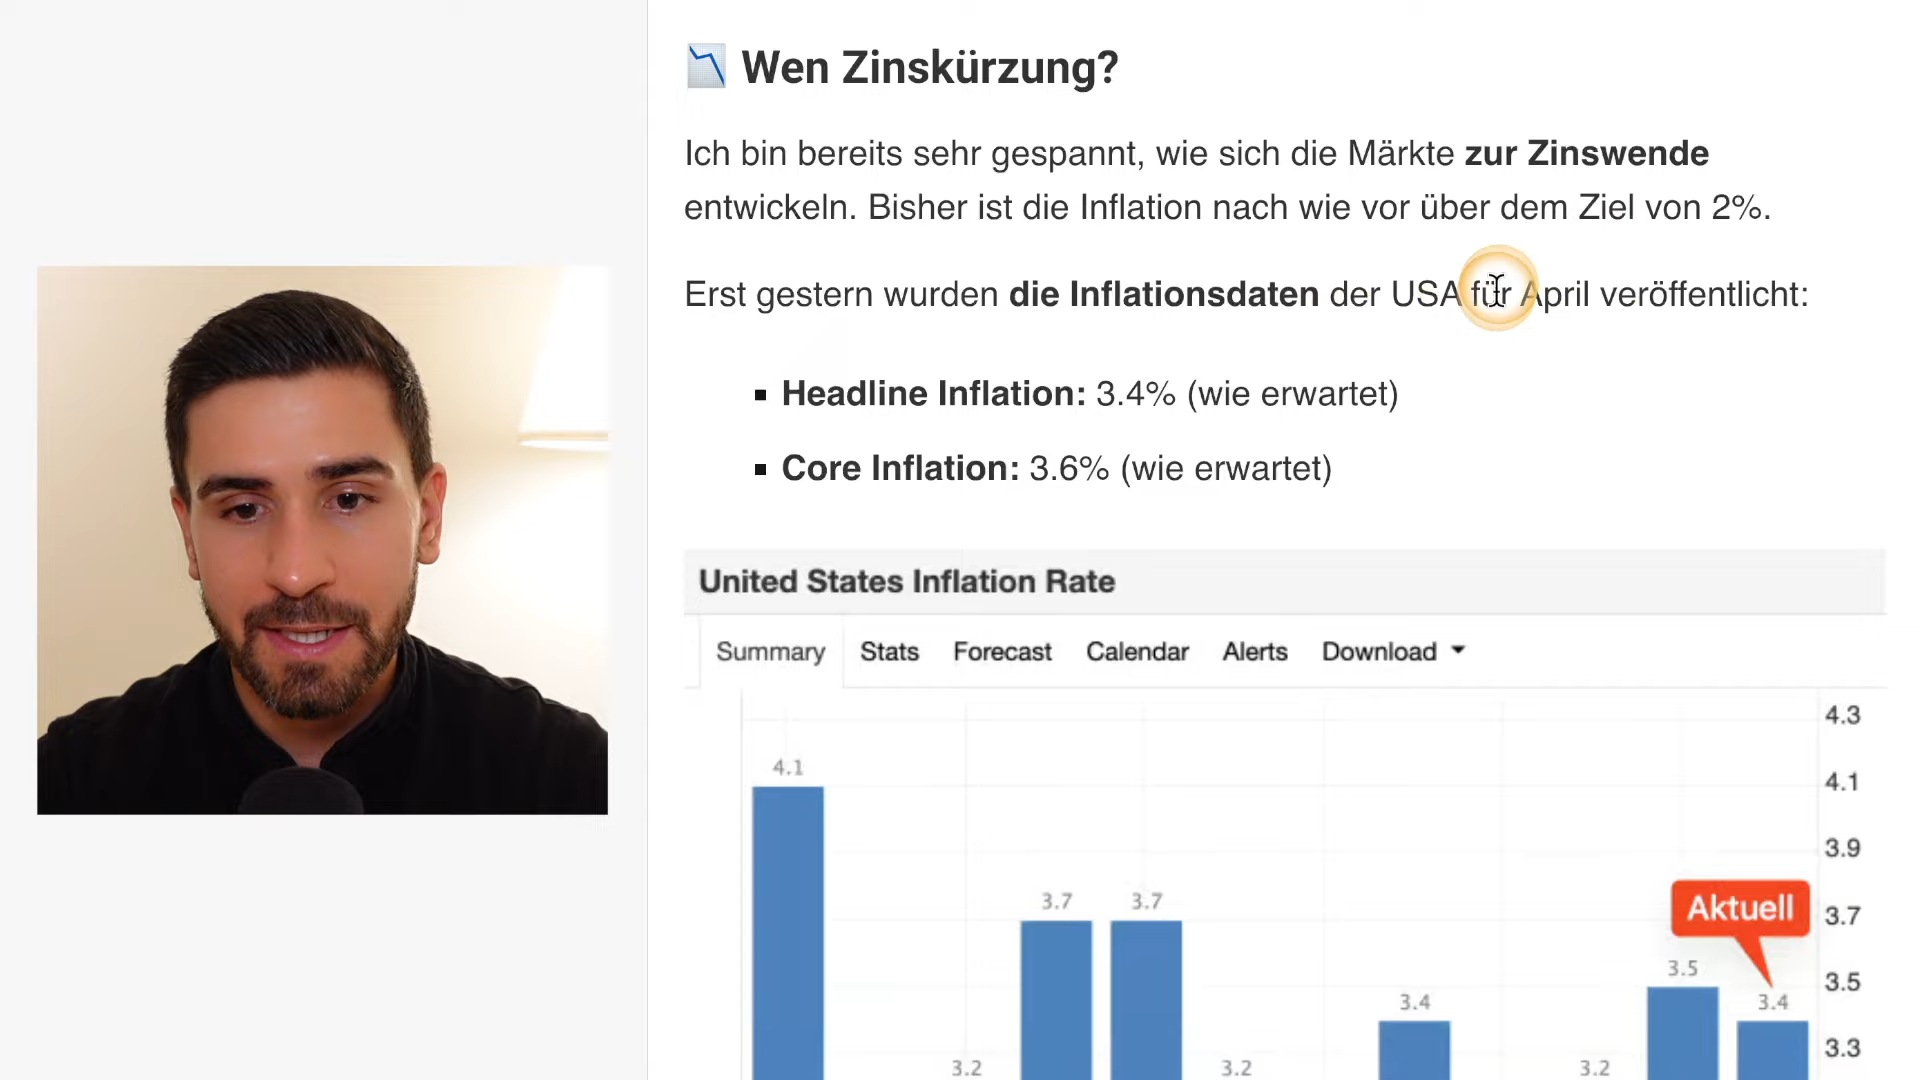 Wen Zinskürzung?
Ich bin bereits sehr gespannt, wie sich die Märkte zur Zinswende
entwickeln. Bisher ist die Inflation nach wie vor über dem Ziel von 2%.
Erst gestern wurden die Inflationsdaten der USA für April veröffentlicht:
▪ Headline Inflation: 3.4% (wie erwartet)
▪ Core Inflation: 3.6% (wie erwartet)
United States Inflation Rate
Summary Stats Forecast Calendar Alerts Download
4.3
4.1
4.1
3.9
3.7 3.7
Aktuell
3.7
3.5
3.5
3.4
3.4
3.3
3.2
3.2
3.2